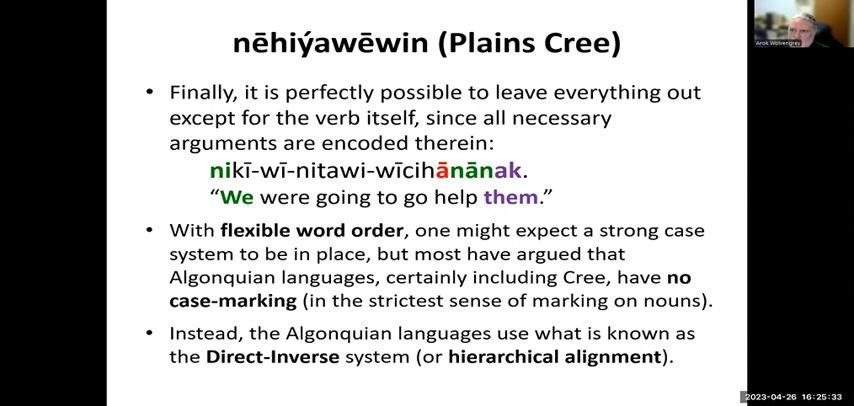 nēhiýawēwin (Plains Cree)
• Finally, it is perfectly possible to leave everything out
except for the verb itself, since all necessary
arguments are encoded therein:
nikī-wī-nitawi-wīcihānānak.
“We were going to go help them.”
• With flexible word order, one might expect a strong case
system to be in place, but most have argued that
Algonquian languages, certainly including Cree, have no
case-marking (in the strictest sense of marking on nouns).
• Instead, the Algonquian languages use what is known as
the Direct-Inverse system (or hierarchical alignment).
Arok Wolvengrey
2023-04-26 16:25:33